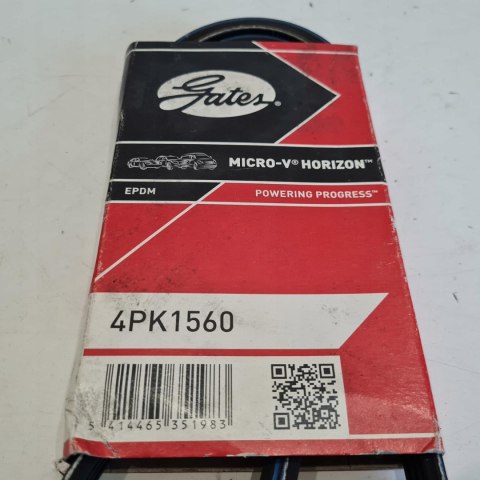 Gates®
MICRO-V® HORIZON™
EPDM
POWERING PROGRESS™
4PK1560
5 414465 351983